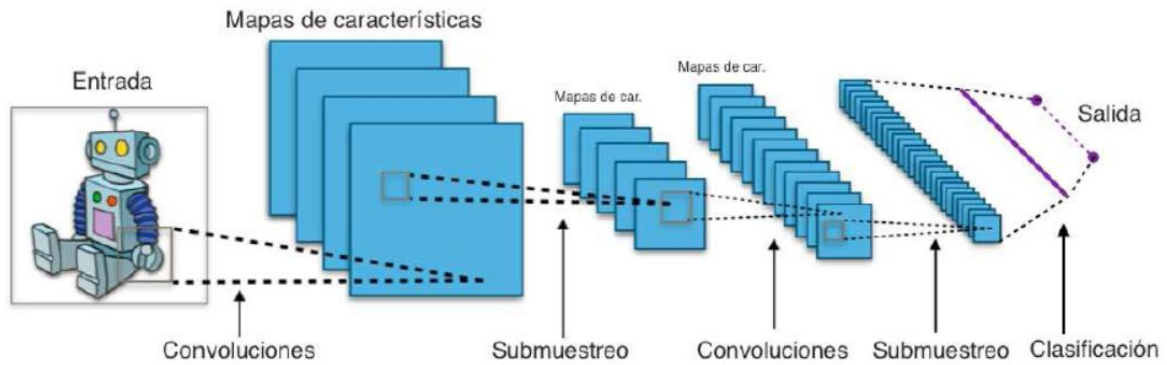 Mapas de características
Entrada
Mapas de car.
Mapas de car.
Salida
Convoluciones
Submuestreo
Convoluciones
Submuestreo
Clasificación